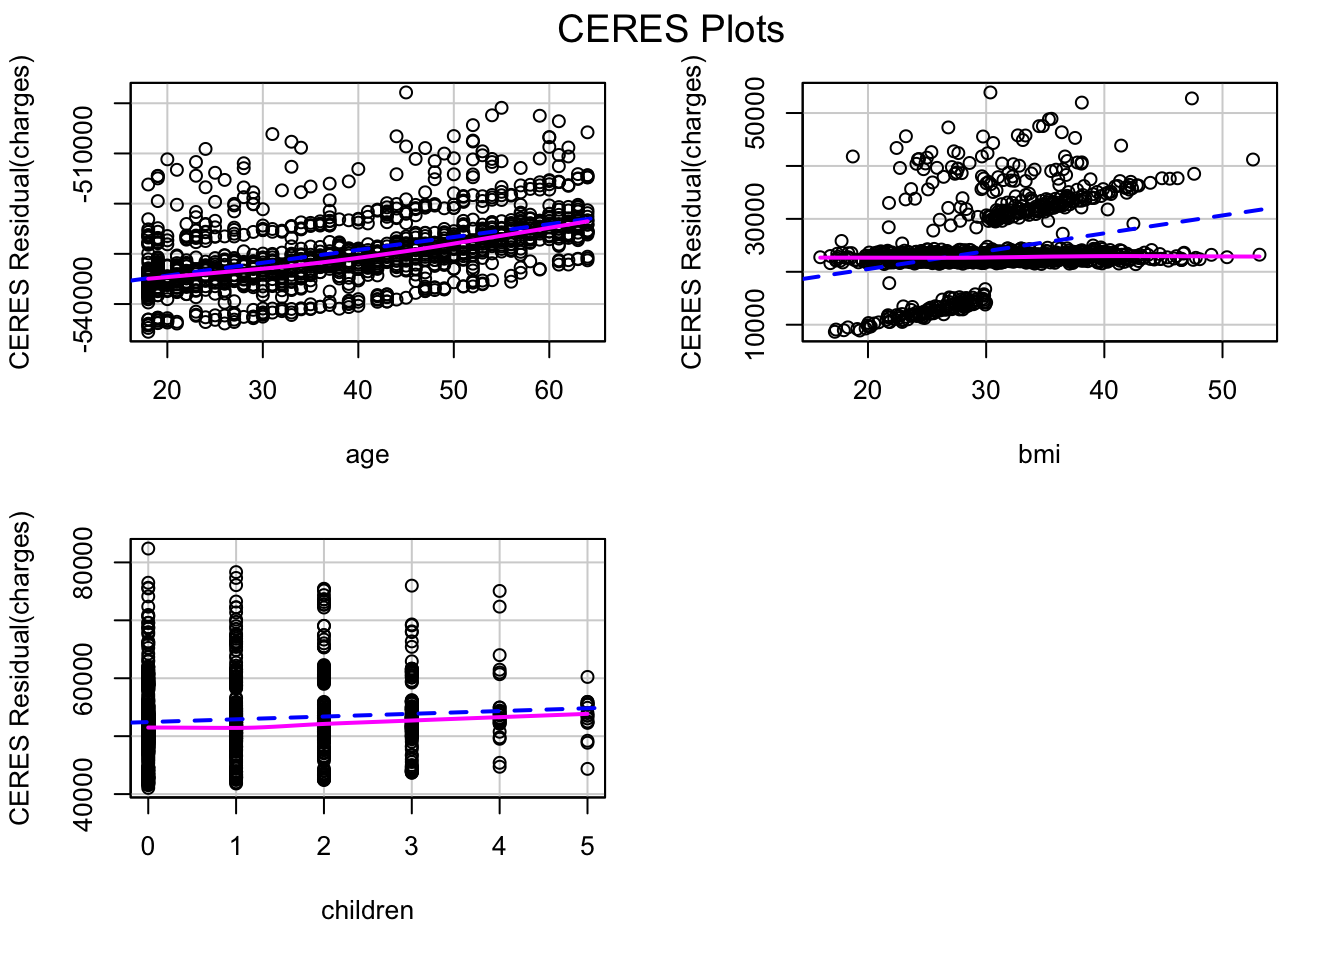 CERES Plots
CERES Residual(charges)
-510000
-540000
20 30 40 50 60
age
CERES Residual(charges)
50000
30000
10000
20 30 40 50
bmi
CERES Residual(charges)
80000
60000
40000
0 1 2 3 4 5
children